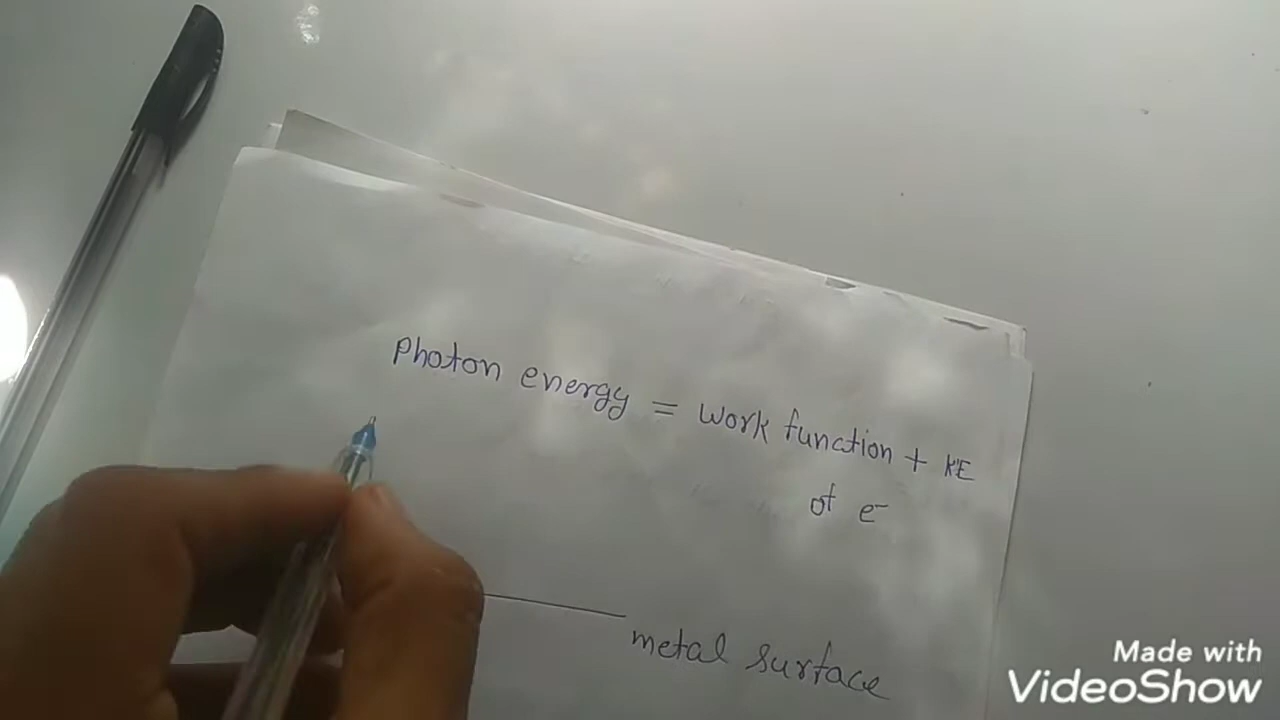 Photon energy = Work function + KE
of e⁻
metal surface
Made with
VideoShow